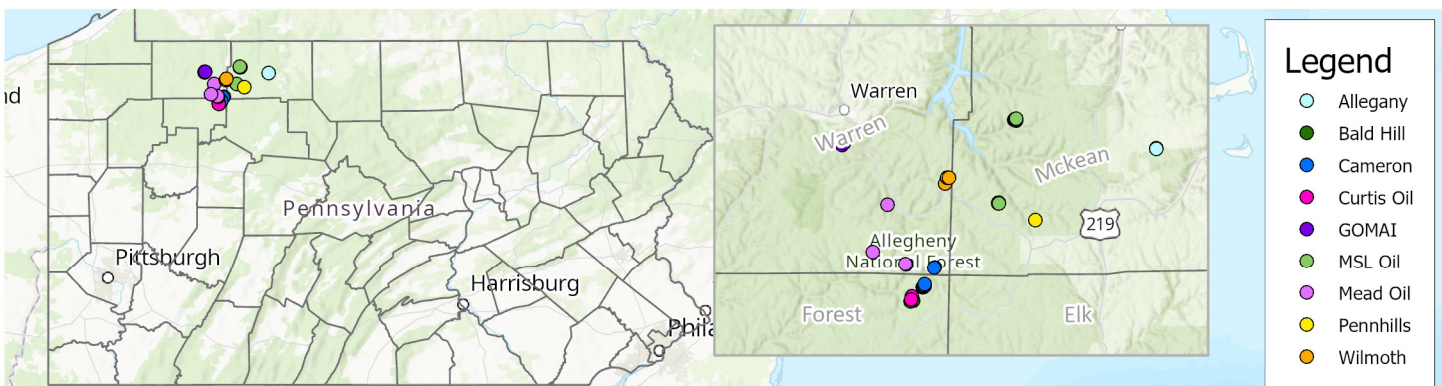 nd
Pennsylvania
Pittsburgh
Harrisburg
Phila
Warren
Warren
Mckean
219
Allegheny
National Forest
Forest
Elk
Legend
Allegany
Bald Hill
Cameron
Curtis Oil
GOMAI
MSL Oil
Mead Oil
Pennhills
Wilmoth